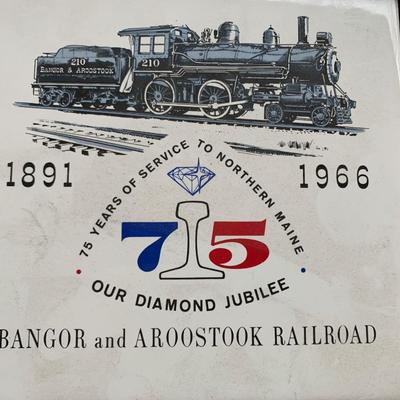 210
BANGOR & AROOSTOOK
210
1891
1966
75 YEARS OF SERVICE TO NORTHERN MAINE
75
• OUR DIAMOND JUBILEE •
BANGOR and AROOSTOOK RAILROAD